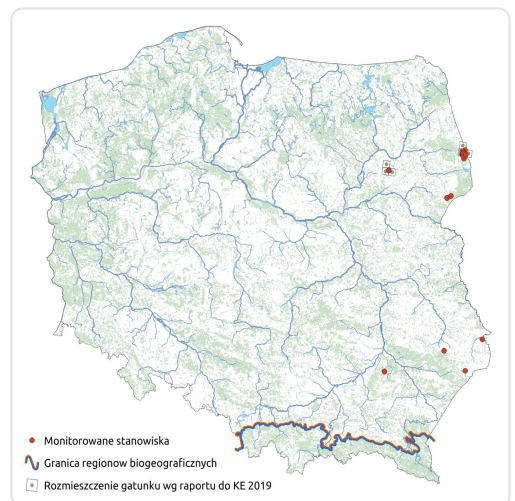 Monitorowane stanowiska
Granica regionow biogeograficznych
Rozmieszczenie gatunku wg raportu do KE 2019